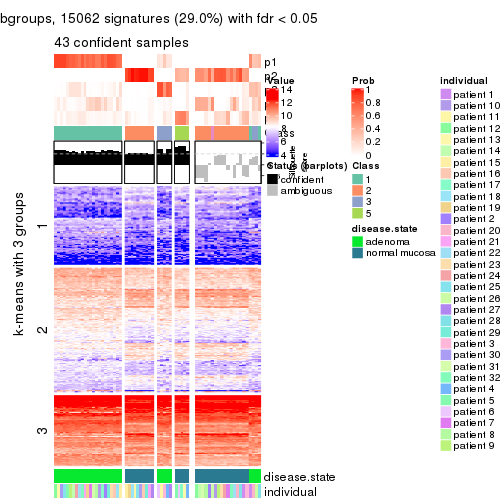 bgroups, 15062 signatures (29.0%) with fdr < 0.05
43 confident samples
p1
p2
Value
14
12
10
8
6
4
Prob
1
0.8
0.6
0.4
0.2
0
Class
1
2
3
5
Silhouette
score
Status (barplots)
confident
ambiguous
disease.state
adenoma
normal mucosa
individual
patient 1
patient 10
patient 11
patient 12
patient 13
patient 14
patient 15
patient 16
patient 17
patient 18
patient 19
patient 2
patient 20
patient 21
patient 22
patient 23
patient 24
patient 25
patient 26
patient 27
patient 28
patient 29
patient 3
patient 30
patient 31
patient 32
patient 4
patient 5
patient 6
patient 7
patient 8
patient 9
k-means with 3 groups
1
2
3
disease.state
individual